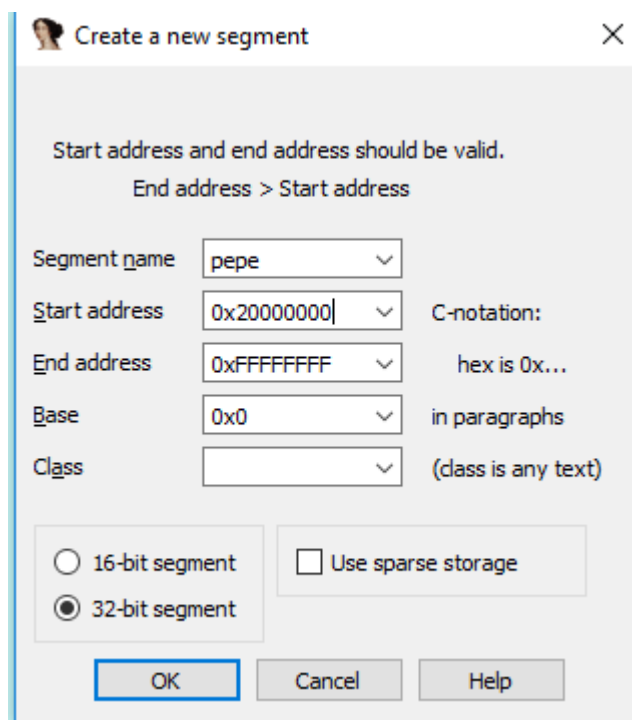 Create a new segment
Start address and end address should be valid.
End address > Start address
Segment name pepe
Start address 0x20000000 C-notation:
End address 0xFFFFFFFF hex is 0x...
Base 0x0 in paragraphs
Class (class is any text)
16-bit segment Use sparse storage
32-bit segment
OK Cancel Help